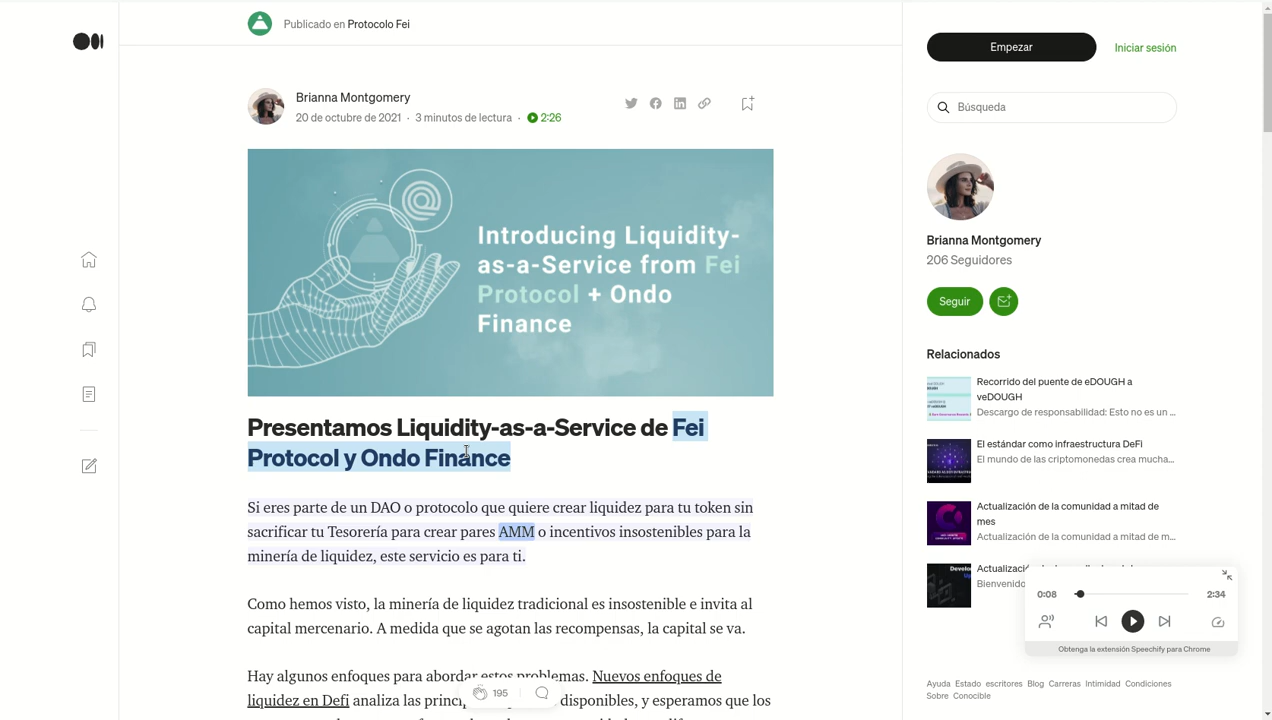 Publicado en Protocolo Fei
Brianna Montgomery
20 de octubre de 2021 · 3 minutos de lectura · 2:26
Introducing Liquidity-
as-a-Service from Fei
Protocol + Ondo
Finance
Presentamos Liquidity-as-a-Service de Fei
Protocol y Ondo Finance
Si eres parte de un DAO o protocolo que quiere crear liquidez para tu token sin
sacrificar tu Tesorería para crear pares AMM o incentivos insostenibles para la
minería de liquidez, este servicio es para ti.
Como hemos visto, la minería de liquidez tradicional es insostenible e invita al
capital mercenario. A medida que se agotan las recompensas, la capital se va.
Hay algunos enfoques para abordar estos problemas. Nuevos enfoques de
liquidez en Defi analiza las disponibles, y esperamos que los
195
Empezar
Iniciar sesión
Búsqueda
Brianna Montgomery
206 Seguidores
Seguir
Relacionados
Recorrido del puente de eDOUGH a
veDOUGH
Descargo de responsabilidad: Esto no es un ...
El estándar como infraestructura DeFi
El mundo de las criptomonedas crea mucha...
Actualización de la comunidad a mitad de
mes
Actualización de la comunidad a mitad de m...
0:08
2:34
Obtenga la extensión Speechify para Chrome
Ayuda Estado escritores Blog Carreras Intimidad Condiciones
Sobre Conocible